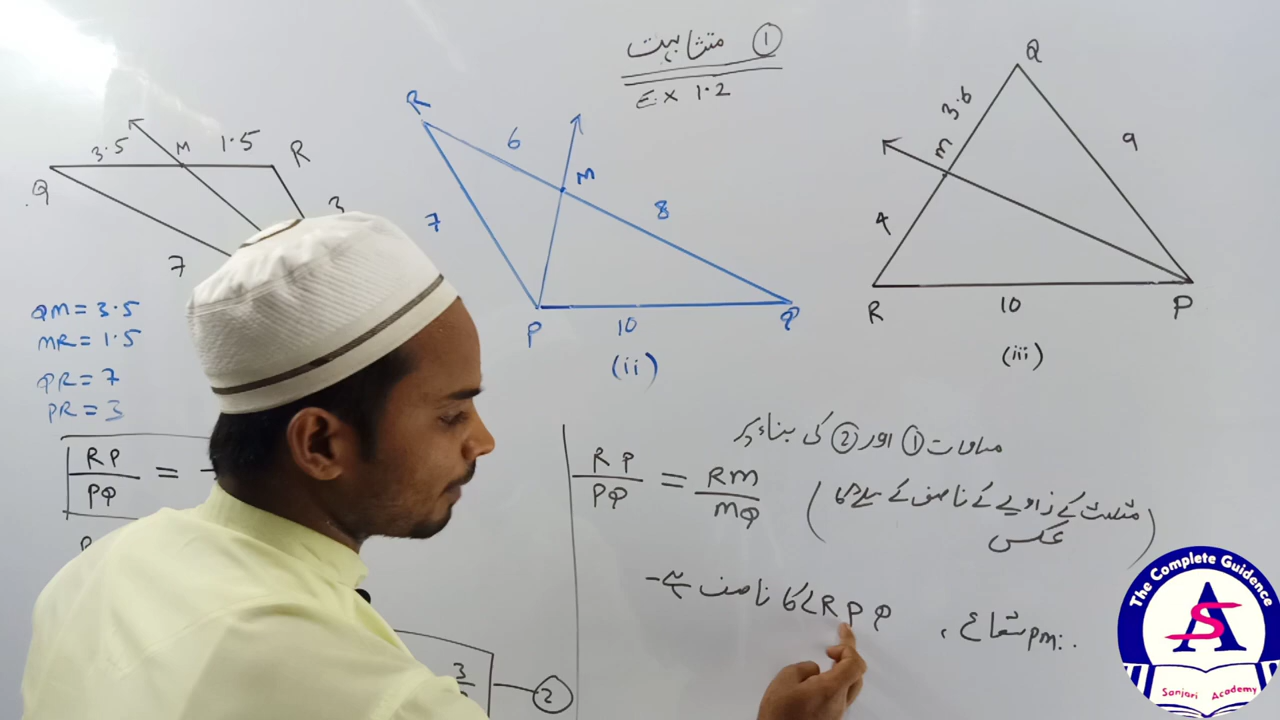 ① متشابہت
Ex 1.2
Q
3.5
M
1.5
R
3
7
QM = 3.5
MR = 1.5
QR = 7
PR = 3
RP/PQ =
R
6
M
8
7
P
10
Q
(ii)
Q
3.6
M
9
4
R
10
P
(iii)
مساوات ① اور ② کی بناء پر
RP/PQ = RM/MQ
(مثلث کے زاویے کے ناصف کے مسئلہ کا
عکس)
∴ PM شعاع ،
∠RPQ کا ناصف ہے -
3
②
The Complete Guidence
AS
Sanjari Academy